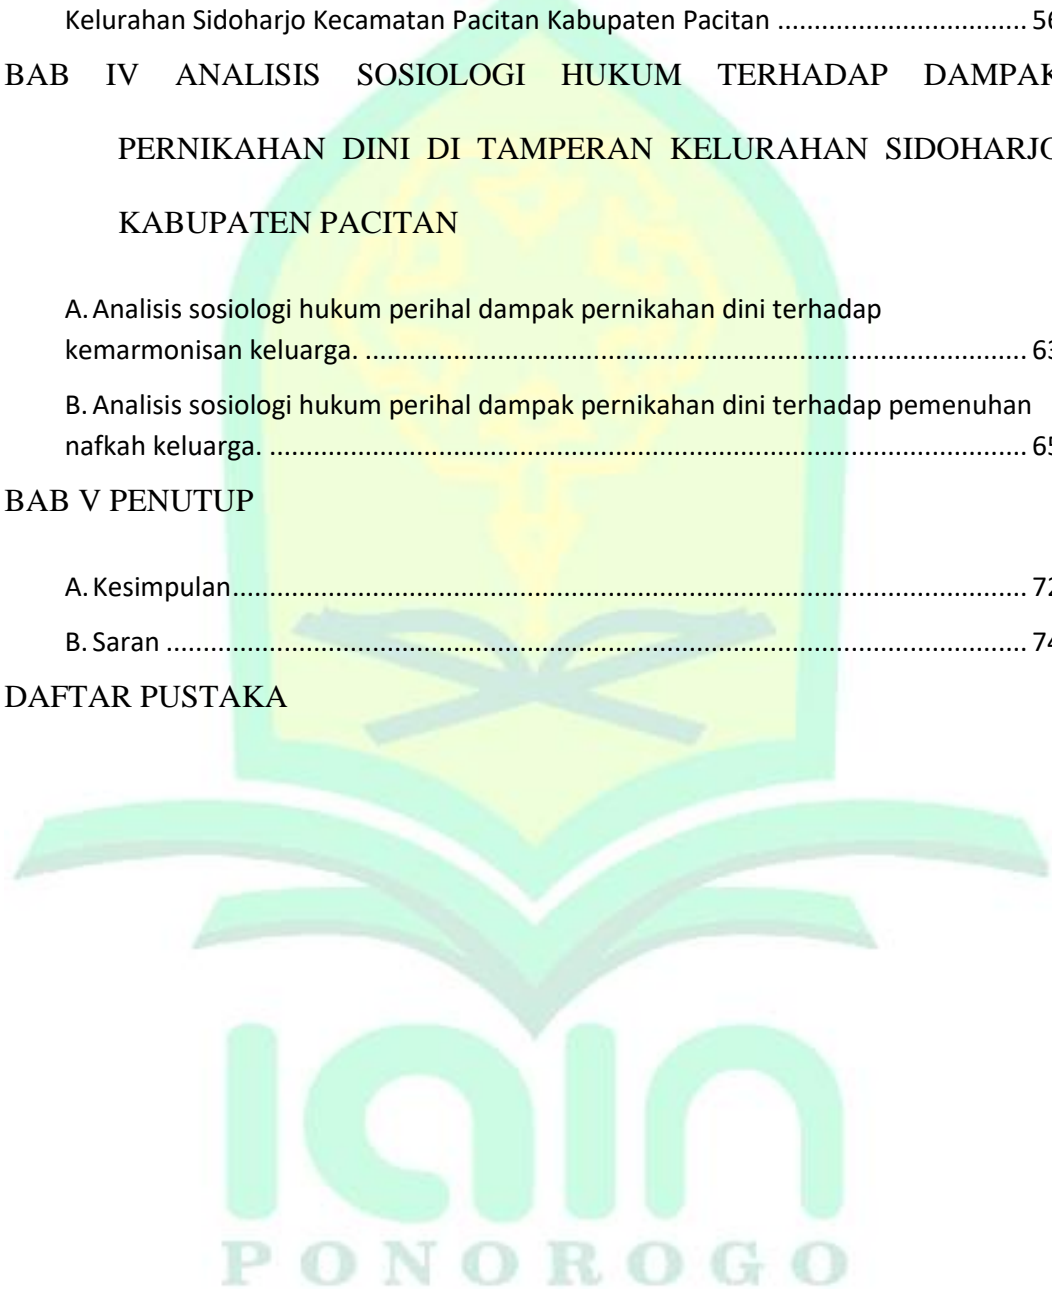 Kelurahan Sidoharjo Kecamatan Pacitan Kabupaten Pacitan ................................ 56
BAB IV ANALISIS SOSIOLOGI HUKUM TERHADAP DAMPAK
PERNIKAHAN DINI DI TAMPERAN KELURAHAN SIDOHARJO
KABUPATEN PACITAN
A. Analisis sosiologi hukum perihal dampak pernikahan dini terhadap
kemarmonisan keluarga. ........................................................................................ 63
B. Analisis sosiologi hukum perihal dampak pernikahan dini terhadap pemenuhan
nafkah keluarga. .................................................................................................... 65
BAB V PENUTUP
A. Kesimpulan........................................................................................................ 72
B. Saran ................................................................................................................. 74
DAFTAR PUSTAKA
iain
PONOROGO